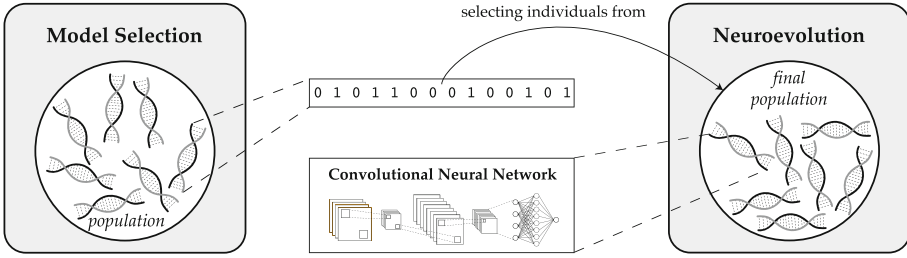 selecting individuals from
Model Selection
Neuroevolution
final
population
0 1 0 1 1 0 0 0 1 0 0 1 0 1
Convolutional Neural Network
population